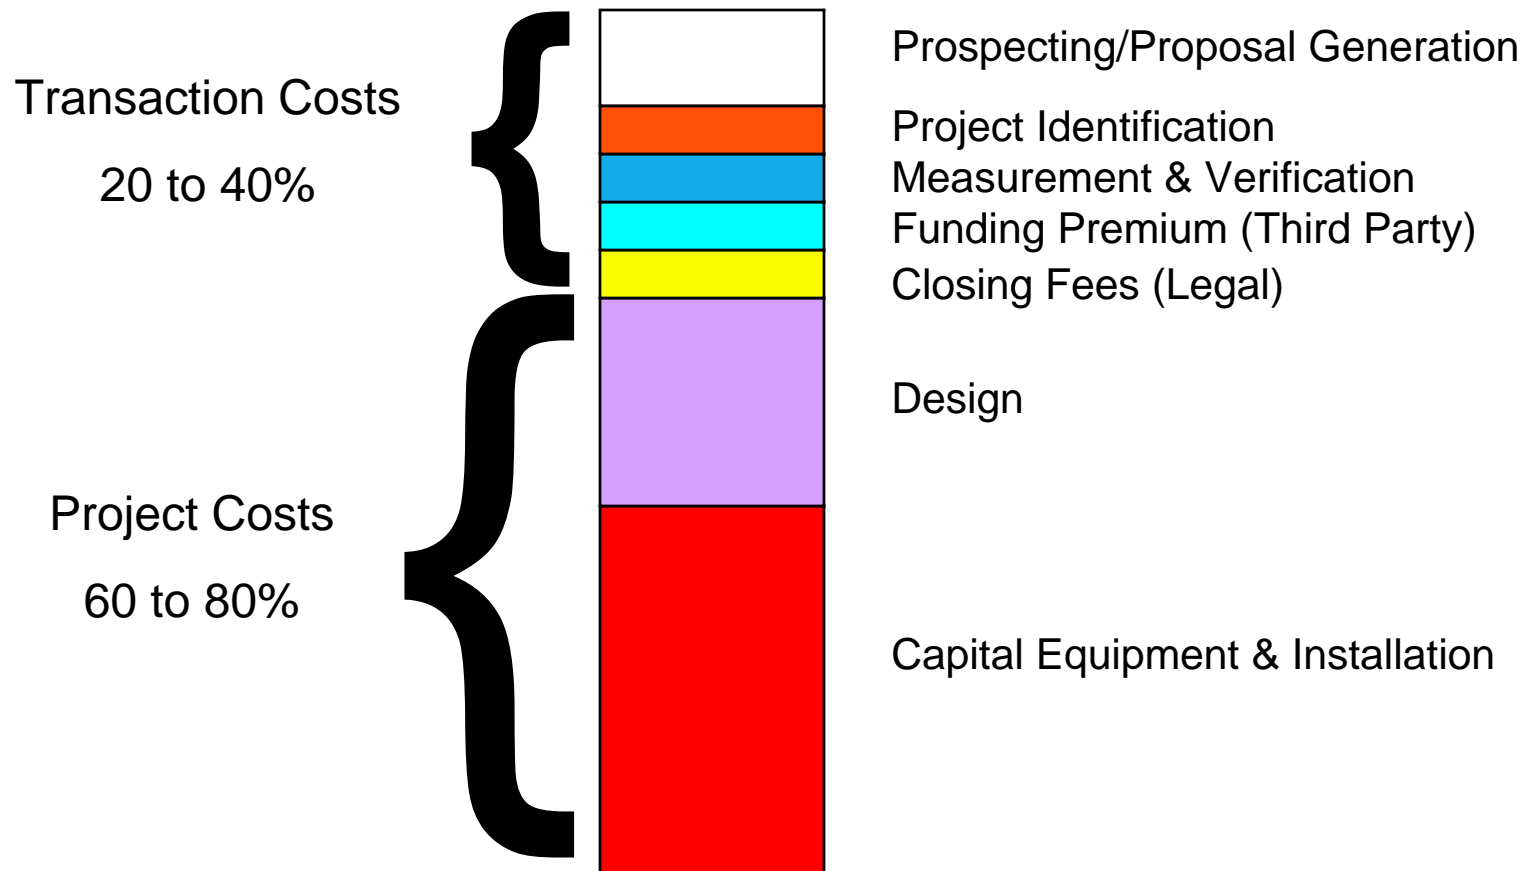 Transaction Costs
20 to 40%
Project Costs
60 to 80%
Prospecting/Proposal Generation
Project Identification
Measurement & Verification
Funding Premium (Third Party)
Closing Fees (Legal)
Design
Capital Equipment & Installation